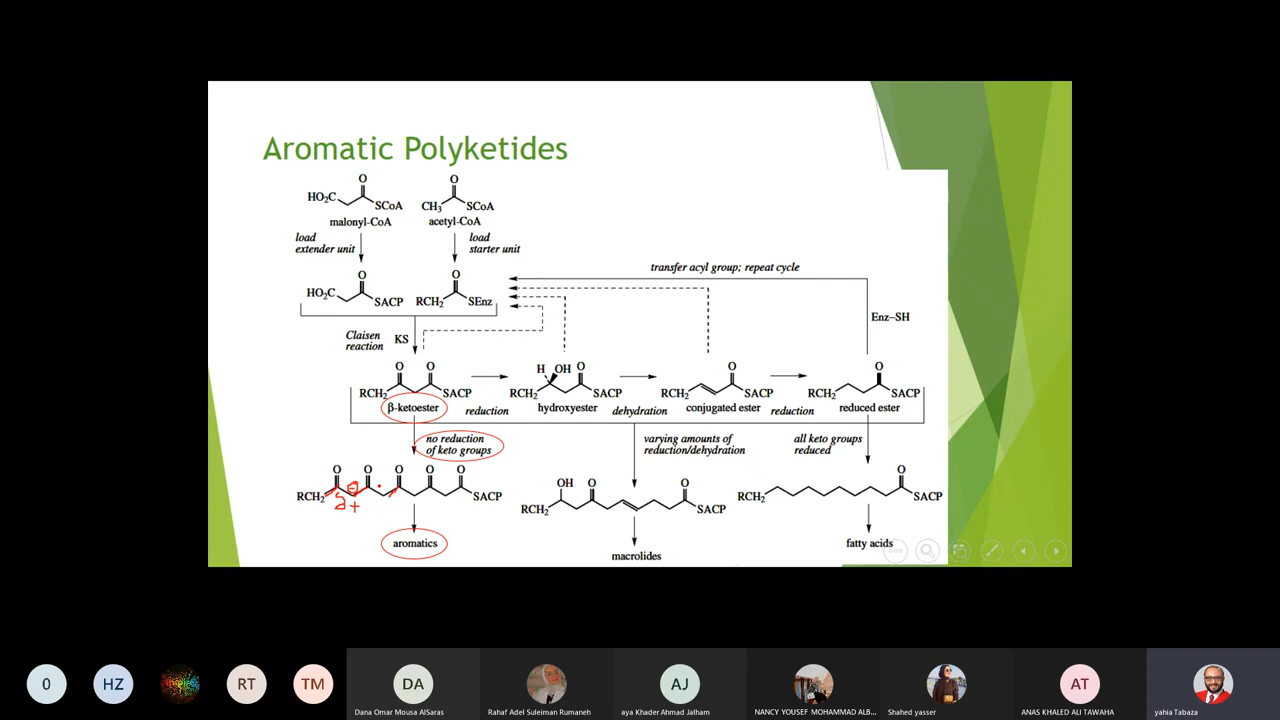 Aromatic Polyketides
O
HO₂C SCoA
malonyl-CoA
O
CH₃ SCoA
acetyl-CoA
load
extender unit
load
starter unit
transfer acyl group; repeat cycle
O
HO₂C SACP
O
RCH₂ SEnz
Enz–SH
Claisen
reaction
KS
O O
RCH₂ SACP
β-ketoester
reduction
H OH O
RCH₂ SACP
hydroxyester
dehydration
O
RCH₂ SACP
conjugated ester
reduction
O
RCH₂ SACP
reduced ester
no reduction
of keto groups
varying amounts of
reduction/dehydration
all keto groups
reduced
O O O O O
RCH₂ SACP
aromatics
OH O O
RCH₂ SACP
macrolides
O
RCH₂ SACP
fatty acids
0
HZ
RT
TM
DA
Dana Omar Mousa AlSaras
Rahaf Adel Suleiman Rumaneh
AJ
aya Khader Ahmad Jalham
NANCY YOUSEF MOHAMMAD ALB...
Shahed yasser
AT
ANAS KHALED ALI TAWAHA
yahia Tabaza